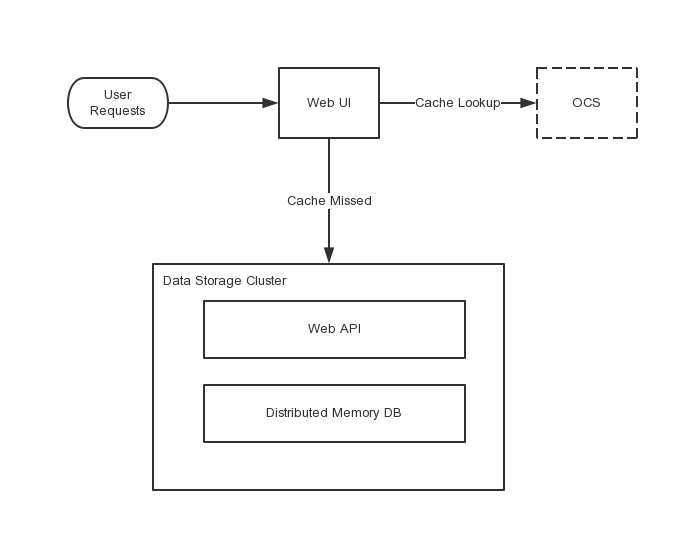 User
Requests
Web UI
Cache Lookup
OCS
Cache Missed
Data Storage Cluster
Web API
Distributed Memory DB